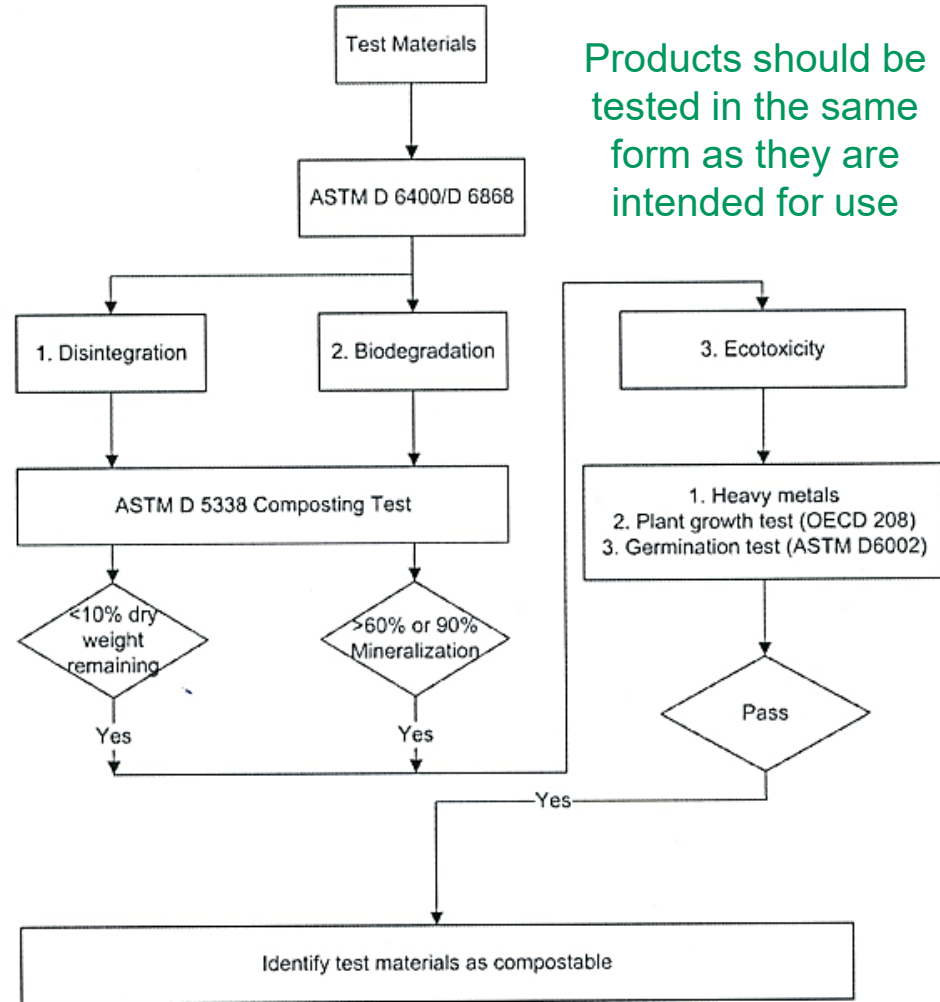 Test Materials
Products should be
tested in the same
form as they are
intended for use
ASTM D 6400/D 6868
1. Disintegration
2. Biodegradation
3. Ecotoxicity
ASTM D 5338 Composting Test
1. Heavy metals
2. Plant growth test (OECD 208)
3. Germination test (ASTM D6002)
<10% dry
weight
remaining
>60% or 90%
Mineralization
Pass
Yes
Yes
Yes
Identify test materials as compostable